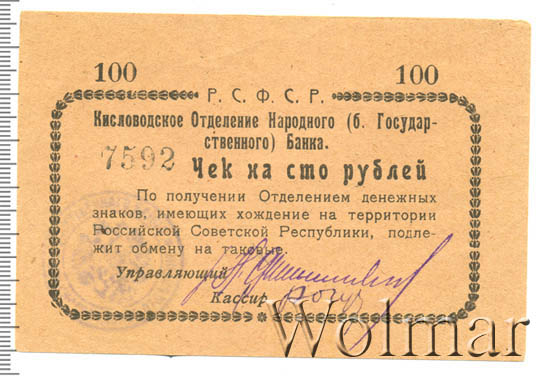 100 100
Р. С. Ф. С. Р.
Кисловодское Отделение Народного (б. Государ-
ственного) Банка.
7592 Чек на сто рублей
По получении Отделением денежных
знаков, имеющих хождение на территории
Российской Советской Республики, подле-
жит обмену на таковые.
Управляющий
Кассир
Wolmar